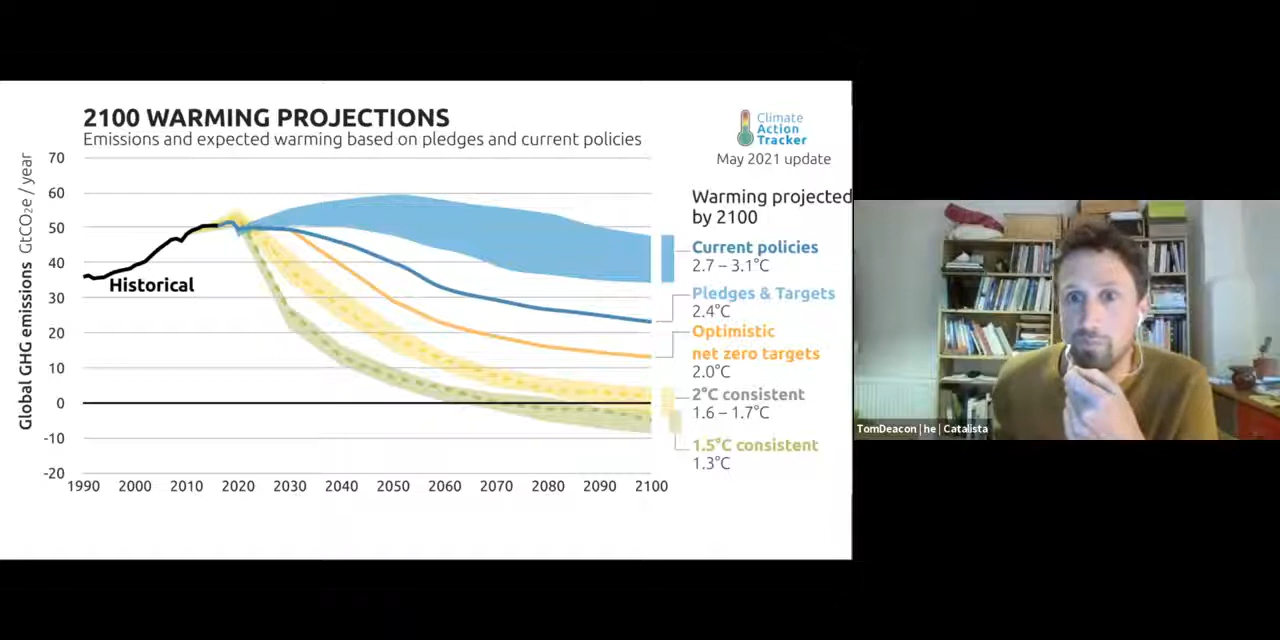 2100 WARMING PROJECTIONS
Emissions and expected warming based on pledges and current policies
Climate
Action
Tracker
May 2021 update
Global GHG emissions GtCO2e / year
70
60
50
40
30
20
10
0
-10
-20
1990 2000 2010 2020 2030 2040 2050 2060 2070 2080 2090 2100
Historical
Warming projected
by 2100
Current policies
2.7 – 3.1°C
Pledges & Targets
2.4°C
Optimistic
net zero targets
2.0°C
2°C consistent
1.6 – 1.7°C
1.5°C consistent
1.3°C
TomDeacon | he | Catalista